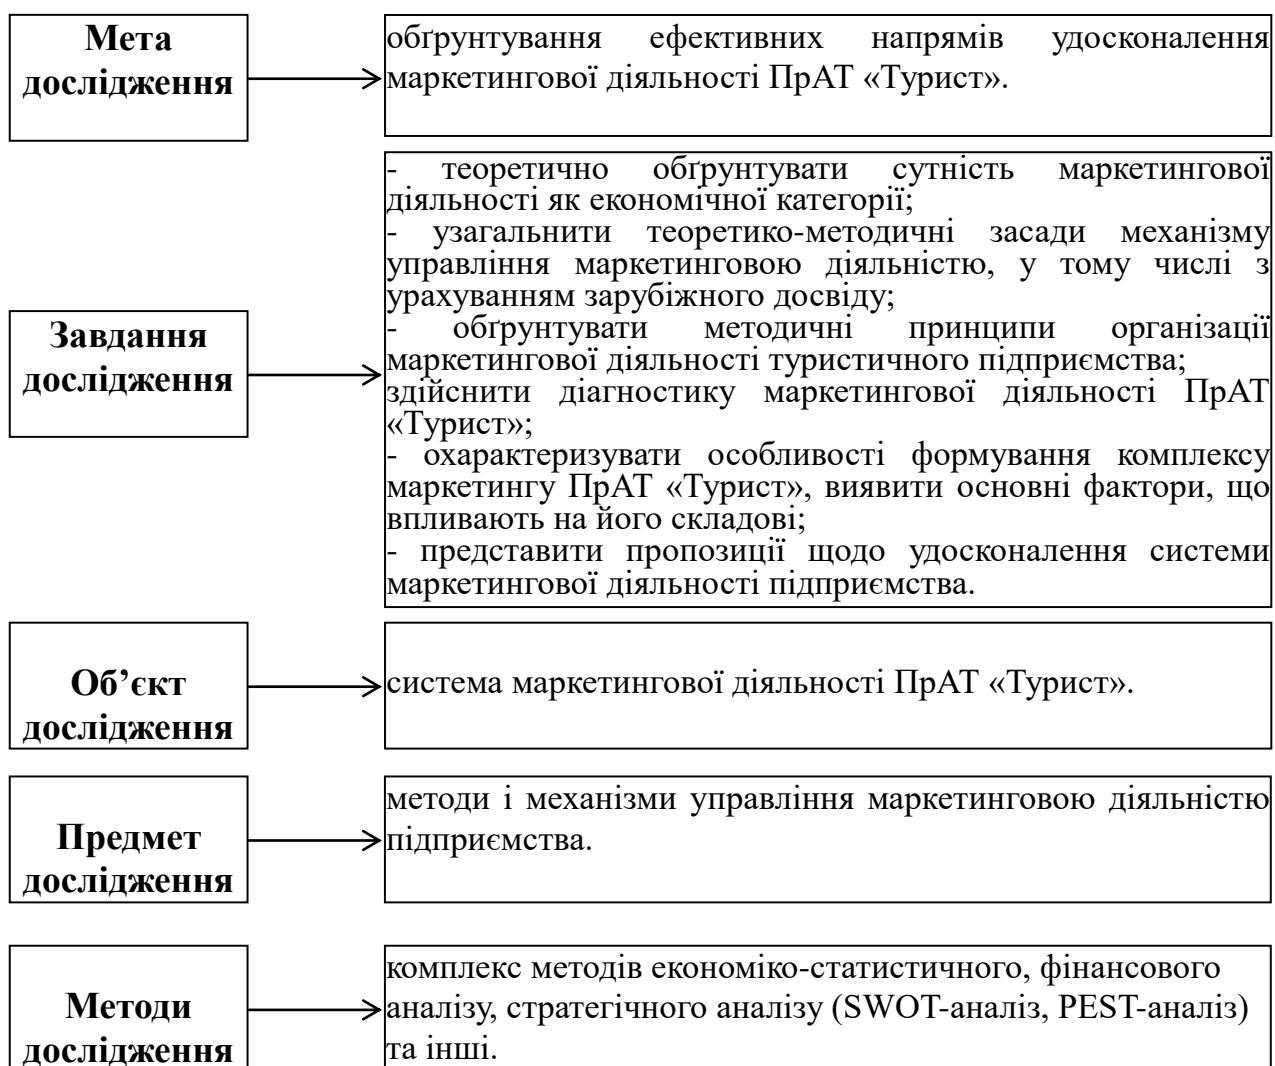 Мета
дослідження
обґрунтування ефективних напрямів удосконалення
маркетингової діяльності ПрАТ «Турист».
Завдання
дослідження
- теоретично обґрунтувати сутність маркетингової
діяльності як економічної категорії;
- узагальнити теоретико-методичні засади механізму
управління маркетинговою діяльністю, у тому числі з
урахуванням зарубіжного досвіду;
- обґрунтувати методичні принципи організації
маркетингової діяльності туристичного підприємства;
здійснити діагностику маркетингової діяльності ПрАТ
«Турист»;
- охарактеризувати особливості формування комплексу
маркетингу ПрАТ «Турист», виявити основні фактори, що
впливають на його складові;
- представити пропозиції щодо удосконалення системи
маркетингової діяльності підприємства.
Об’єкт
дослідження
система маркетингової діяльності ПрАТ «Турист».
Предмет
дослідження
методи і механізми управління маркетинговою діяльністю
підприємства.
Методи
дослідження
комплекс методів економіко-статистичного, фінансового
аналізу, стратегічного аналізу (SWOT-аналіз, PEST-аналіз)
та інші.